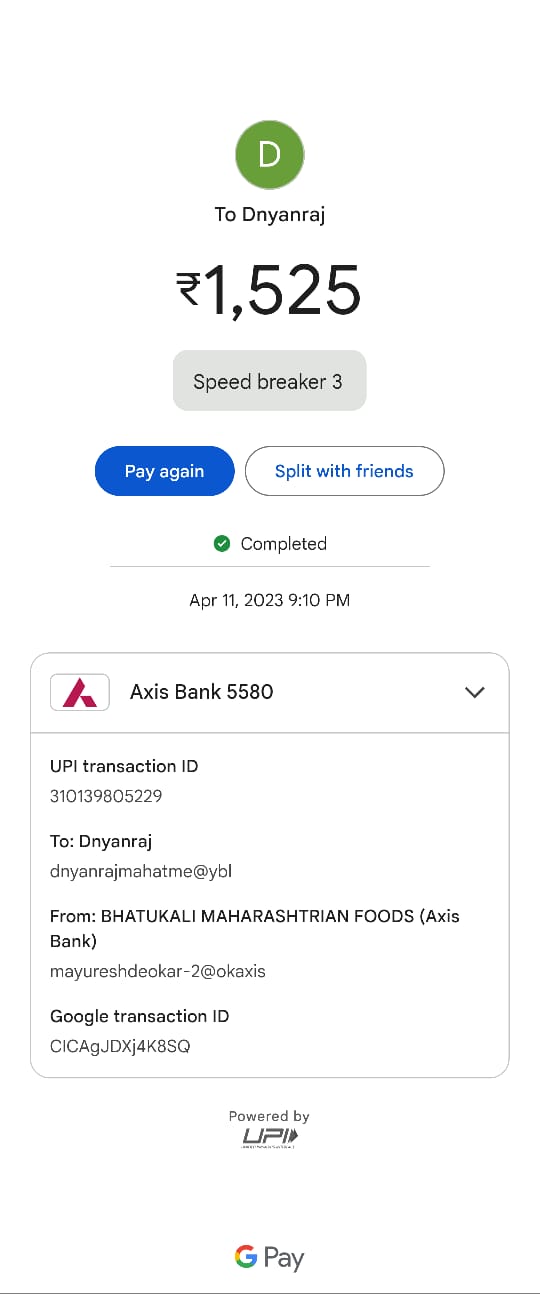 D
To Dnyanraj
₹1,525
Speed breaker 3
Pay again
Split with friends
Completed
Apr 11, 2023 9:10 PM
Axis Bank 5580
UPI transaction ID
310139805229
To: Dnyanraj
dnyanrajmahatme@ybl
From: BHATUKALI MAHARASHTRIAN FOODS (Axis
Bank)
mayureshdeokar-2@okaxis
Google transaction ID
CICAgJDXj4K8SQ
Powered by
UPI
G Pay